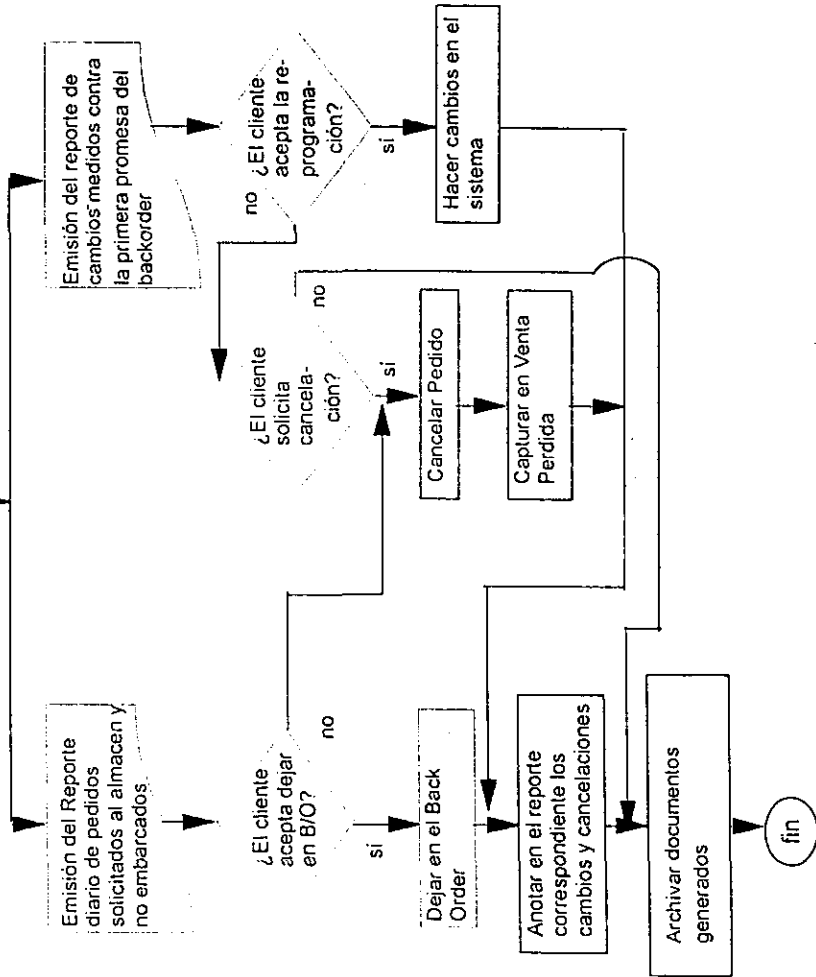 Emisión del Reporte
diario de pedidos
solicitados al almacen y
no embarcados
¿El cliente
acepta dejar
en B/O?
no
sí
Dejar en el Back
Order
Anotar en el reporte
correspondiente los
cambios y cancelaciones
Archivar documentos
generados
fin
¿El cliente
solicita
cancela-
ción?
no
sí
Cancelar Pedido
Capturar en Venta
Perdida
Emisión del reporte de
cambios medidos contra
la primera promesa del
backorder
¿El cliente
acepta la re-
programa-
ción?
no
sí
Hacer cambios en el
sistema